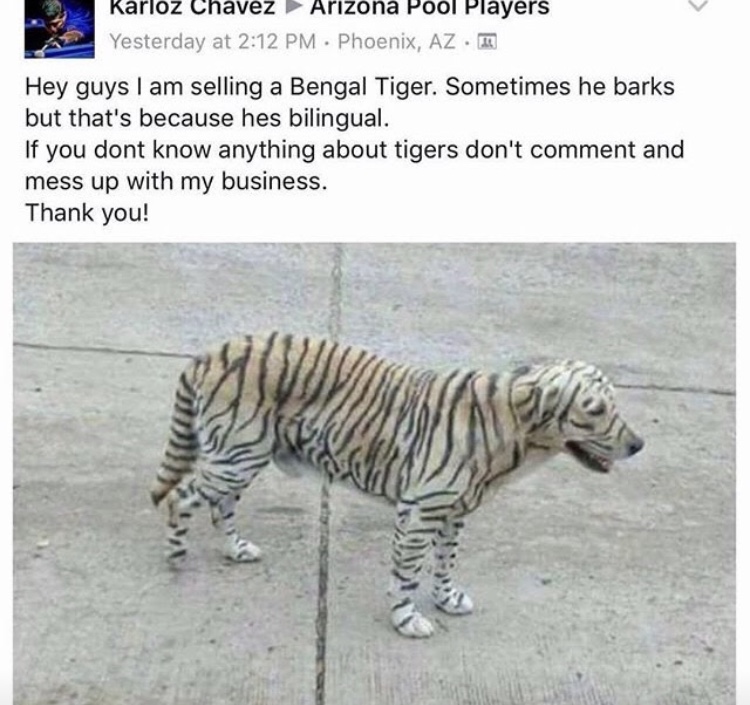 Karloz Chavez ▶ Arizona Pool Players
Yesterday at 2:12 PM · Phoenix, AZ ·
Hey guys I am selling a Bengal Tiger. Sometimes he barks
but that's because hes bilingual.
If you dont know anything about tigers don't comment and
mess up with my business.
Thank you!